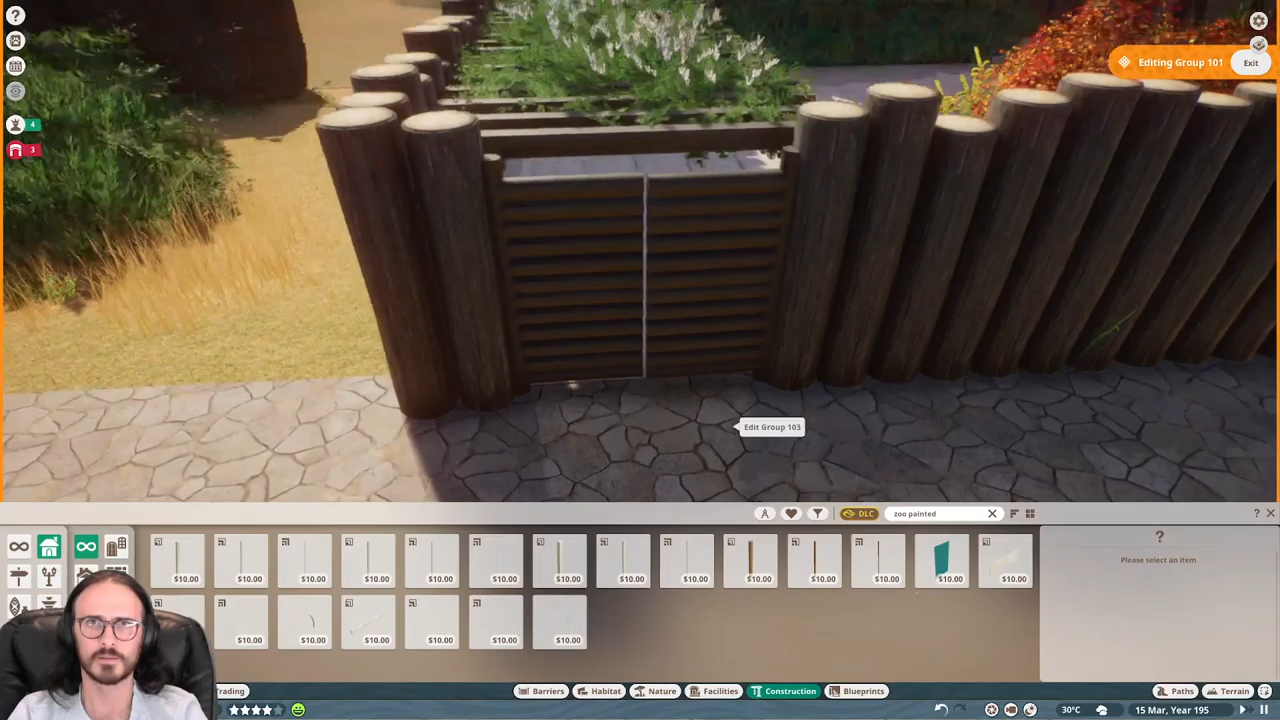 ?
Editing Group 101
Exit
4
3
Edit Group 103
DLC
zoo painted
?
$10.00 $10.00 $10.00 $10.00 $10.00 $10.00 $10.00 $10.00 $10.00 $10.00 $10.00 $10.00 $10.00 $10.00
?
Please select an item
$10.00 $10.00 $10.00 $10.00 $10.00 $10.00
Trading
Barriers
Habitat
Nature
Facilities
Construction
Blueprints
Paths
Terrain
30°C
15 Mar, Year 195